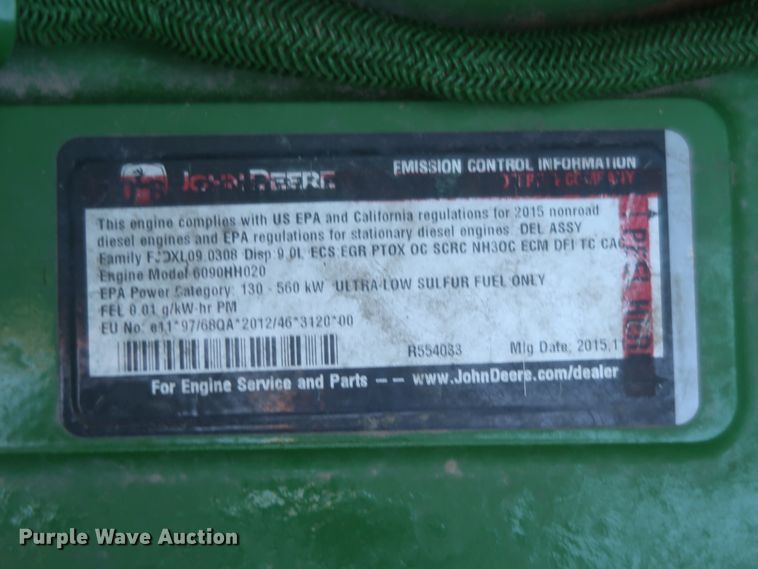 JOHN DEERE
EMISSION CONTROL INFORMATION
DEERE & COMPANY
This engine complies with US EPA and California regulations for 2015 nonroad
diesel engines and EPA regulations for stationary diesel engines. DEL ASSY
Family FJDXL09.0308 Disp 9.0L ECS EGR PTOX OC SCRC NH3OC ECM DFI TC CAC
Engine Model 6090HH020
EPA Power Category: 130 - 560 kW ULTRA-LOW SULFUR FUEL ONLY
FEL 0.01 g/kW-hr PM
EU No: e11*97/68QA*2012/46*3120*00
R554083 Mfg Date: 2015,11
For Engine Service and Parts -- www.JohnDeere.com/dealer
Purple Wave Auction